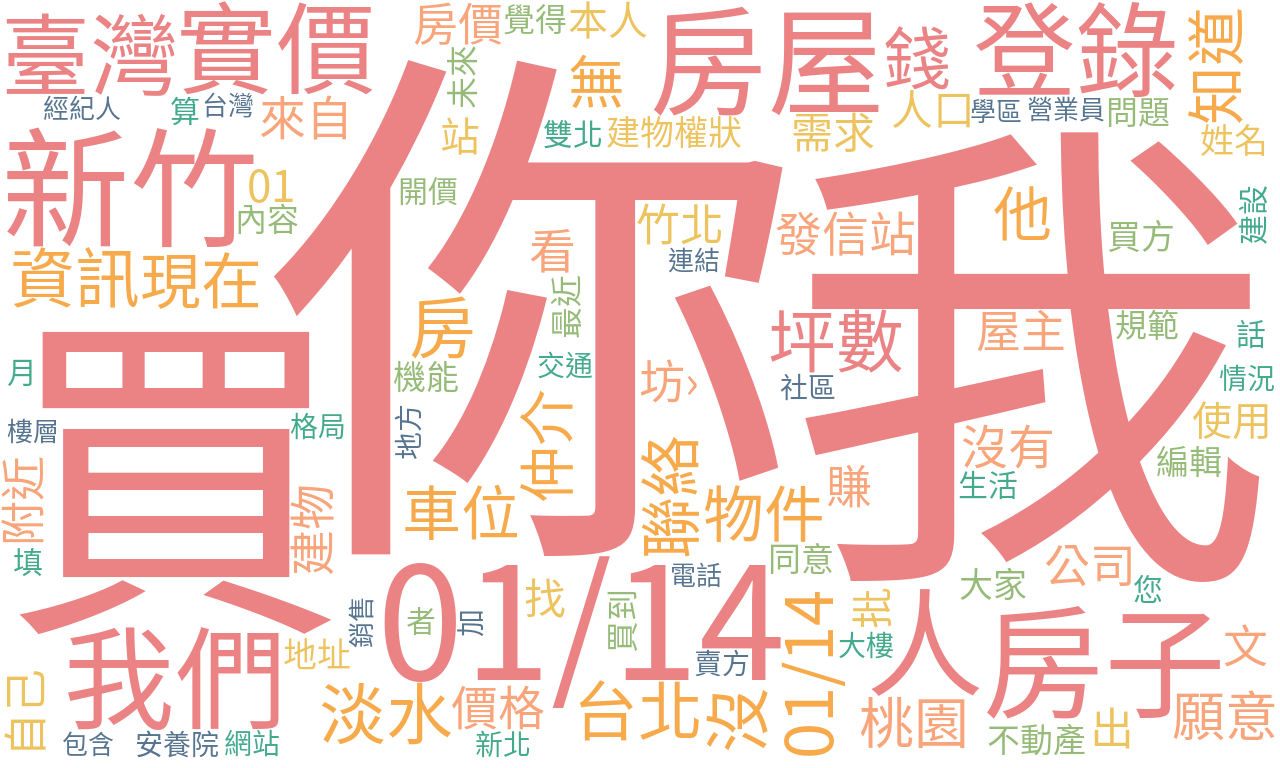 臺灣
實價
房價
覺得
本人
房屋
錢
登錄
知道
經紀人
算
台灣
來自
未來
無
人口
學區
營業員
問題
站
雙北
建物權狀
需求
姓名
新竹
01
內容
開價
你
我
竹北
發信站
他
買方
建設
資訊
現在
看
連結
最近
房
坪數
屋主
規範
話
買
月
機能
交通
坊›
社區
情況
樓層
格局
地方
仲介
聯絡
賺
沒有
使用
編輯
附近
建物
車位
物件
生活
填
01/14
電話
同意
大家
公司
您
銷售
者
加
找
買到
批
人
房子
我們
地址
賣方
01/14
大樓
文
自己
淡水
價格
台北
沒
桃園
不動產
出
願意
包含
安養院
網站
新北